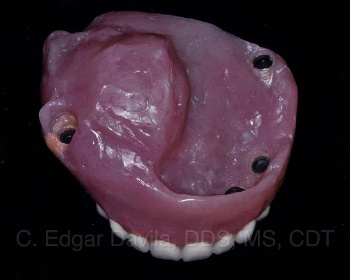 C. Edgar Davila, DDS, MS, CDT